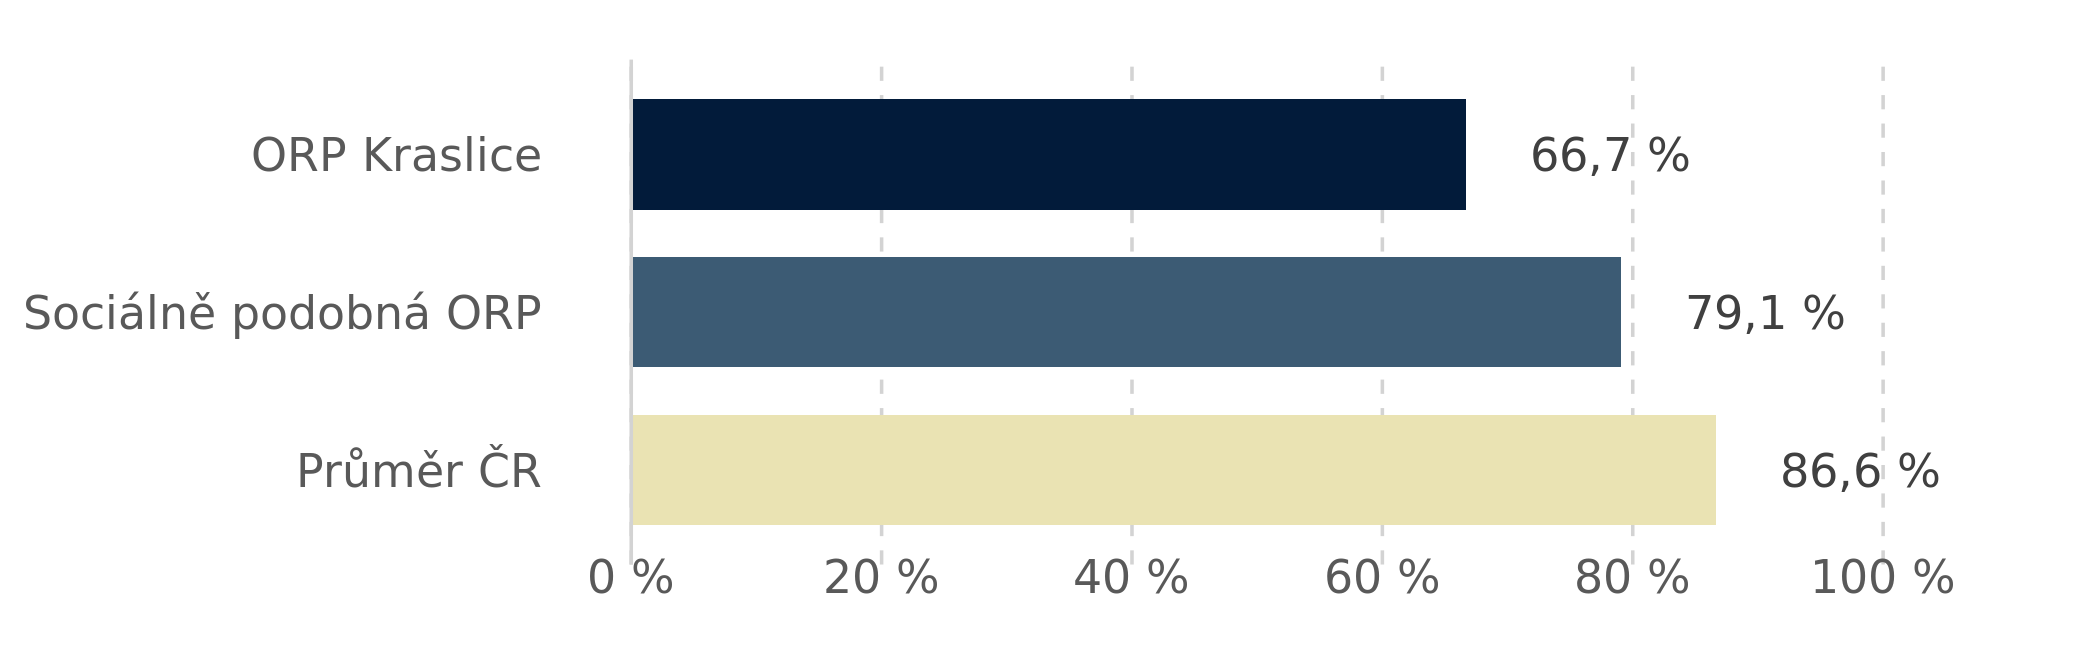 ORP Kraslice 66,7 %
Sociálně podobná ORP 79,1 %
Průměr ČR 86,6 %
0 % 20 % 40 % 60 % 80 % 100 %